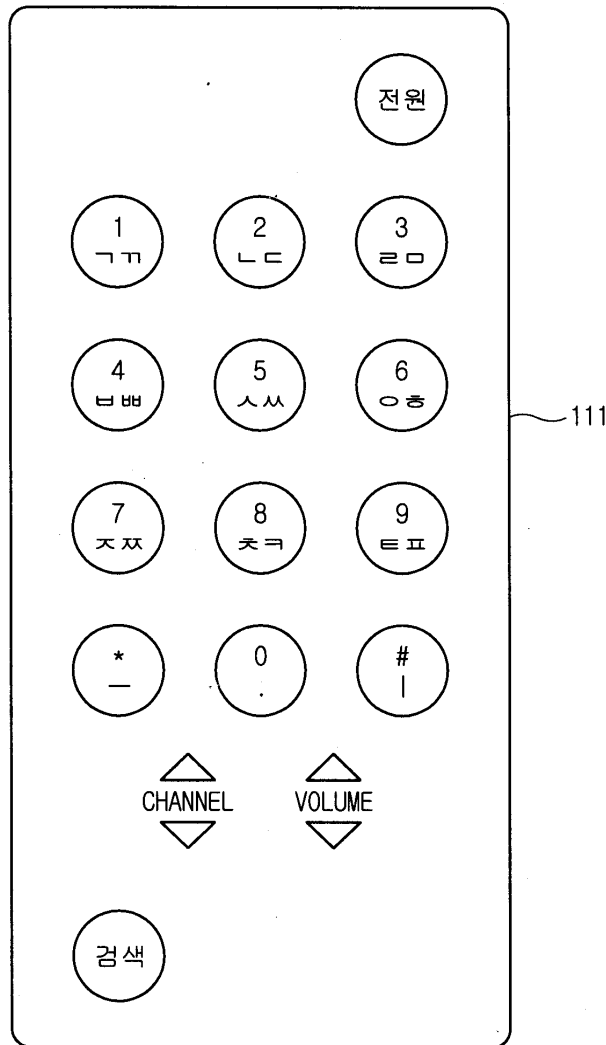 전원
1 2 3
ㄱㄲ ㄴㄷ ㄹㅁ
4 5 6
ㅂㅃ ㅅㅆ ㅇㅎ
111
7 8 9
ㅈㅉ ㅊㅋ ㅌㅍ
* 0 #
ㅡ . ㅣ
CHANNEL VOLUME
검색